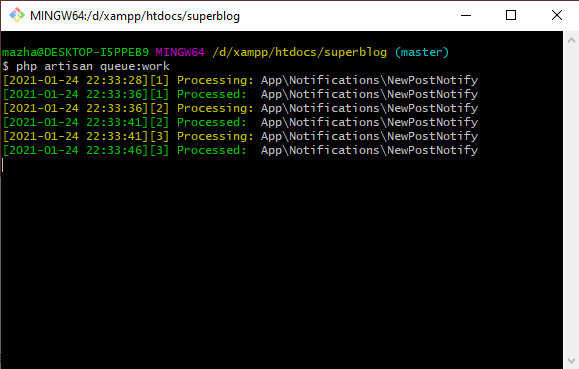 MINGW64:/d/xampp/htdocs/superblog
mazha@DESKTOP-I5PPEB9 MINGW64 /d/xampp/htdocs/superblog (master)
$ php artisan queue:work
[2021-01-24 22:33:28][1] Processing: App\Notifications\NewPostNotify
[2021-01-24 22:33:36][1] Processed:  App\Notifications\NewPostNotify
[2021-01-24 22:33:36][2] Processing: App\Notifications\NewPostNotify
[2021-01-24 22:33:41][2] Processed:  App\Notifications\NewPostNotify
[2021-01-24 22:33:41][3] Processing: App\Notifications\NewPostNotify
[2021-01-24 22:33:46][3] Processed:  App\Notifications\NewPostNotify